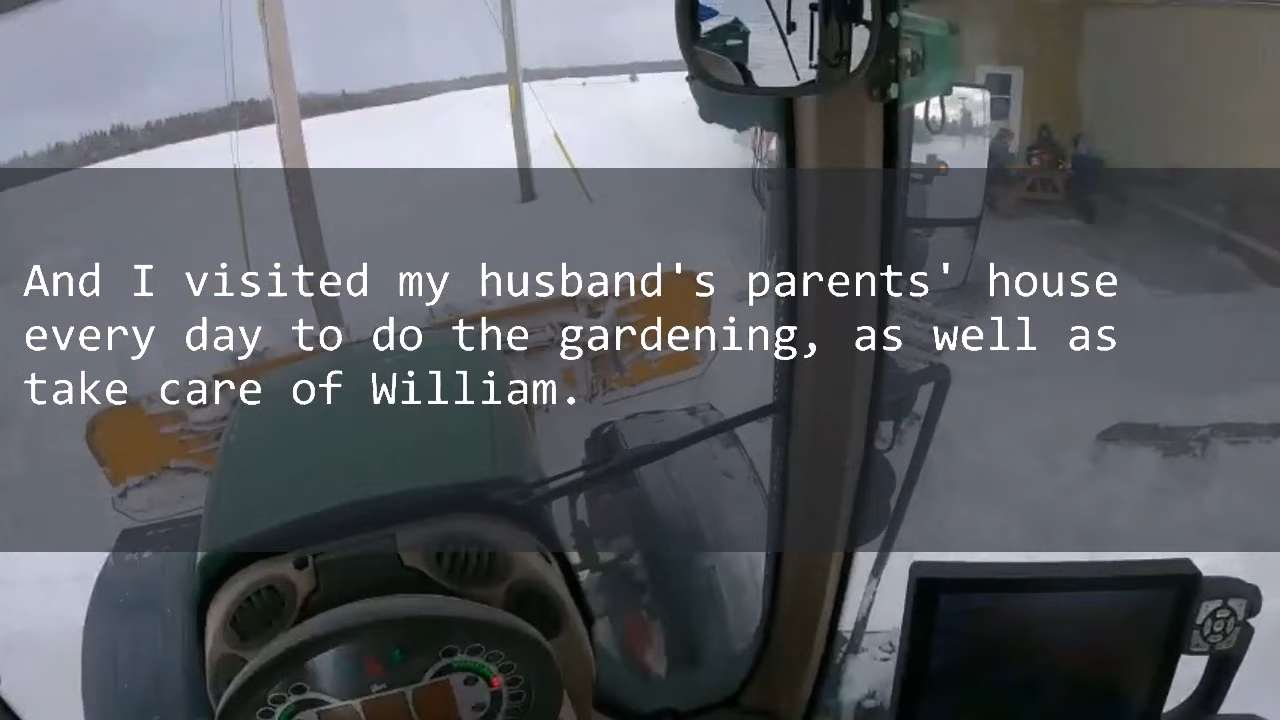 And I visited my husband's parents' house
every day to do the gardening, as well as
take care of William.